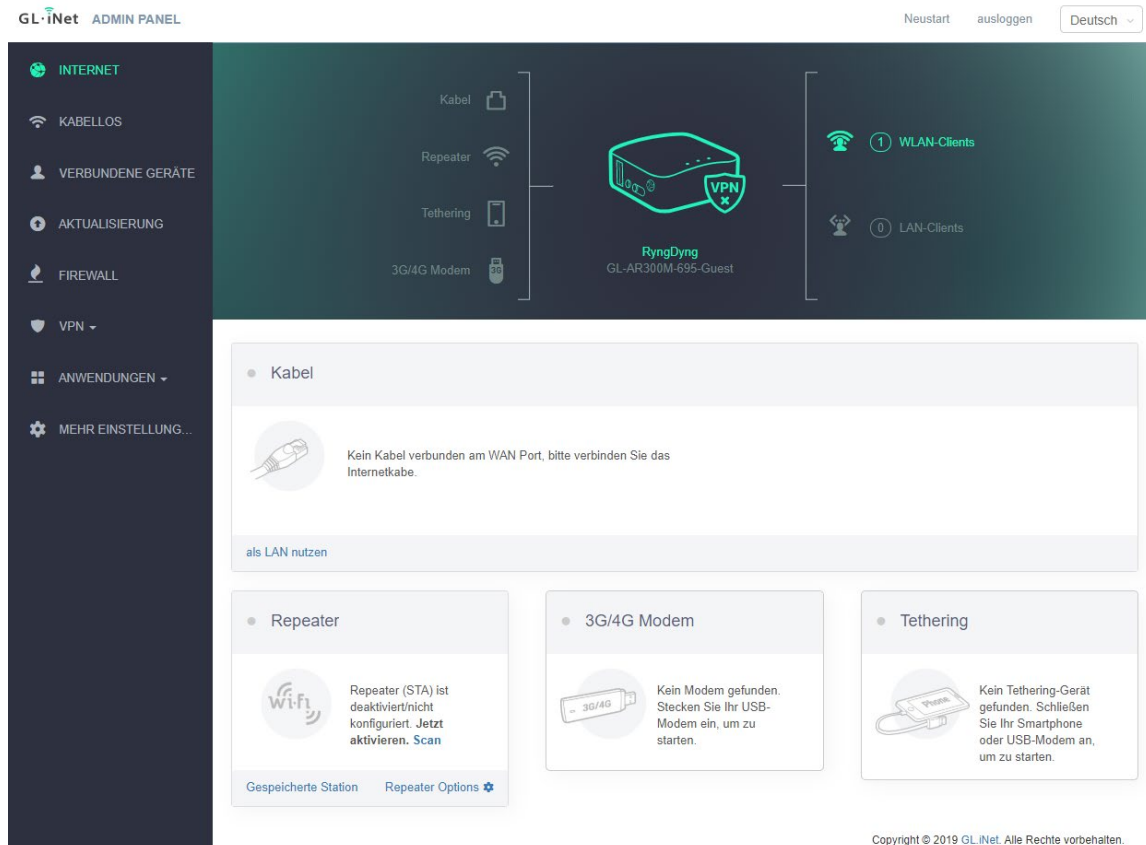 GL·iNet ADMIN PANEL
Neustart ausloggen Deutsch
INTERNET
KABELLOS
VERBUNDENE GERÄTE
AKTUALISIERUNG
FIREWALL
VPN
ANWENDUNGEN
MEHR EINSTELLUNG...
Kabel
Repeater
Tethering
3G/4G Modem
3G
VPN
RyngDyng
GL-AR300M-695-Guest
1 WLAN-Clients
0 LAN-Clients
Kabel
Kein Kabel verbunden am WAN Port, bitte verbinden Sie das
Internetkabe.
als LAN nutzen
Repeater
Wi-Fi
Repeater (STA) ist
deaktiviert/nicht
konfiguriert. Jetzt
aktivieren. Scan
Gespeicherte Station Repeater Options
3G/4G Modem
3G/4G
Kein Modem gefunden.
Stecken Sie Ihr USB-
Modem ein, um zu
starten.
Tethering
Phone
Kein Tethering-Gerät
gefunden. Schließen
Sie Ihr Smartphone
oder USB-Modem an,
um zu starten.
Copyright © 2019 GL.iNet. Alle Rechte vorbehalten.